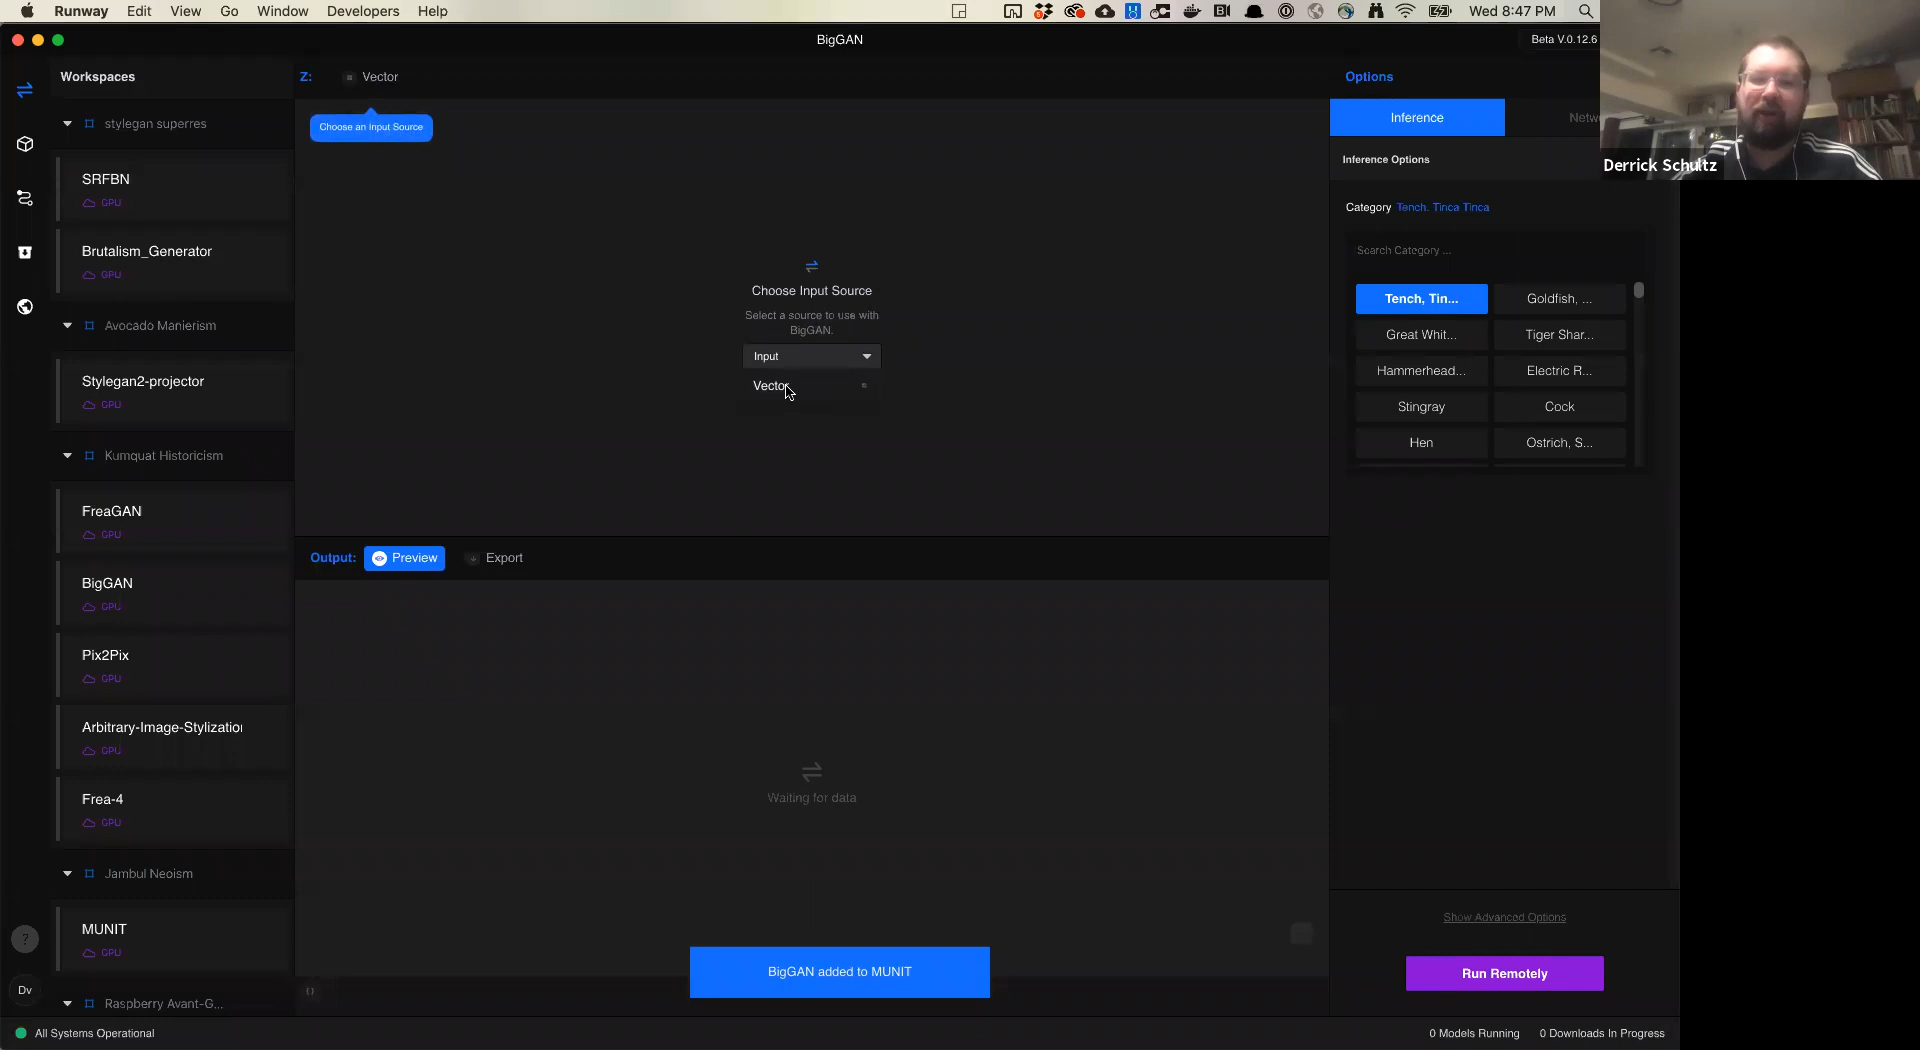 Runway Edit View Go Window Developers Help
Wed 8:47 PM
BigGAN
Beta V.0.12.6
Workspaces
Z: Vector
Options
Choose an Input Source
Inference
Netw
Inference Options
Derrick Schultz
stylegan superres
SRFBN
GPU
Brutalism_Generator
GPU
Avocado Manierism
Stylegan2-projector
GPU
Kumquat Historicism
FreaGAN
GPU
BigGAN
GPU
Pix2Pix
GPU
Arbitrary-Image-Stylization
GPU
Frea-4
GPU
Jambul Neoism
MUNIT
GPU
Raspberry Avant-G...
?
Dv
Choose Input Source
Select a source to use with
BigGAN.
Input
Vector
Category Tench, Tinca Tinca
Search Category ...
Tench, Tin... Goldfish, ...
Great Whit... Tiger Shar...
Hammerhead... Electric R...
Stingray Cock
Hen Ostrich, S...
Output: Preview Export
Waiting for data
BigGAN added to MUNIT
Show Advanced Options
Run Remotely
All Systems Operational
0 Models Running 0 Downloads In Progress